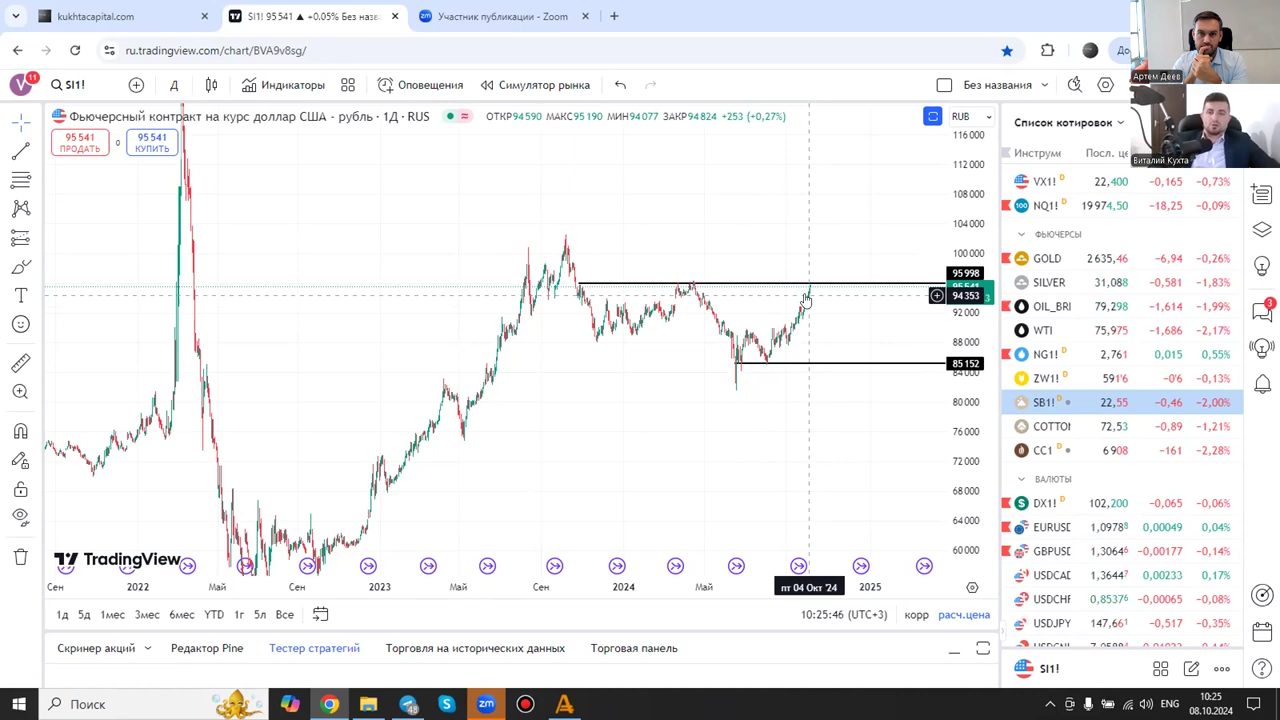 kukhtacapital.com
SI1! 95 541 ▲ +0,05% Без назва
Участник публикации - Zoom
ru.tradingview.com/chart/BVA9v8sg/
Артем Деев
Виталий Кухта
V 11
SI1!
Д
Индикаторы
Оповещения
Симулятор рынка
Без названия
Фьючерсный контракт на курс доллар США - рубль · 1Д · RUS
ОТКР94 590 МАКС95 190 МИН94 077 ЗАКР94 824 +253 (+0,27%)
RUB
95 541
ПРОДАТЬ
0
95 541
КУПИТЬ
116 000
112 000
108 000
104 000
100 000
95 998
94 353
92 000
88 000
85 152
84 000
80 000
76 000
72 000
68 000
64 000
60 000
TradingView
Сен 2022 Май Сен 2023 Май Сен 2024 Май пт 04 Окт '24 2025
1д 5д 1мес 3мес 6мес YTD 1г 5л Все
10:25:46 (UTC+3) корр расч.цена
Скринер акций Редактор Pine Тестер стратегий Торговля на исторических данных Торговая панель
Список котировок
Инструме Посл. це
VX1! D 22,400 −0,165 −0,73%
NQ1! D 19 974,50 −18,25 −0,09%
ФЬЮЧЕРСЫ
GOLD 2 635,46 −6,94 −0,26%
SILVER 31,088 −0,581 −1,83%
OIL_BRI 79,298 −1,614 −1,99%
WTI 75,975 −1,686 −2,17%
NG1! D 2,761 0,015 0,55%
ZW1! D 591'6 −0'6 −0,13%
SB1! D 22,55 −0,46 −2,00%
COTTON 72,53 −0,89 −1,21%
CC1 6 908 −161 −2,28%
ВАЛЮТЫ
DX1! D 102,200 −0,065 −0,06%
EURUSD 1,09788 0,00049 0,04%
GBPUSD 1,30646 −0,00177 −0,14%
USDCAD 1,36447 0,00233 0,17%
USDCHF 0,85376 −0,00065 −0,08%
USDJPY 147,661 −0,517 −0,35%
SI1!
3
Поиск
ENG
10:25
08.10.2024